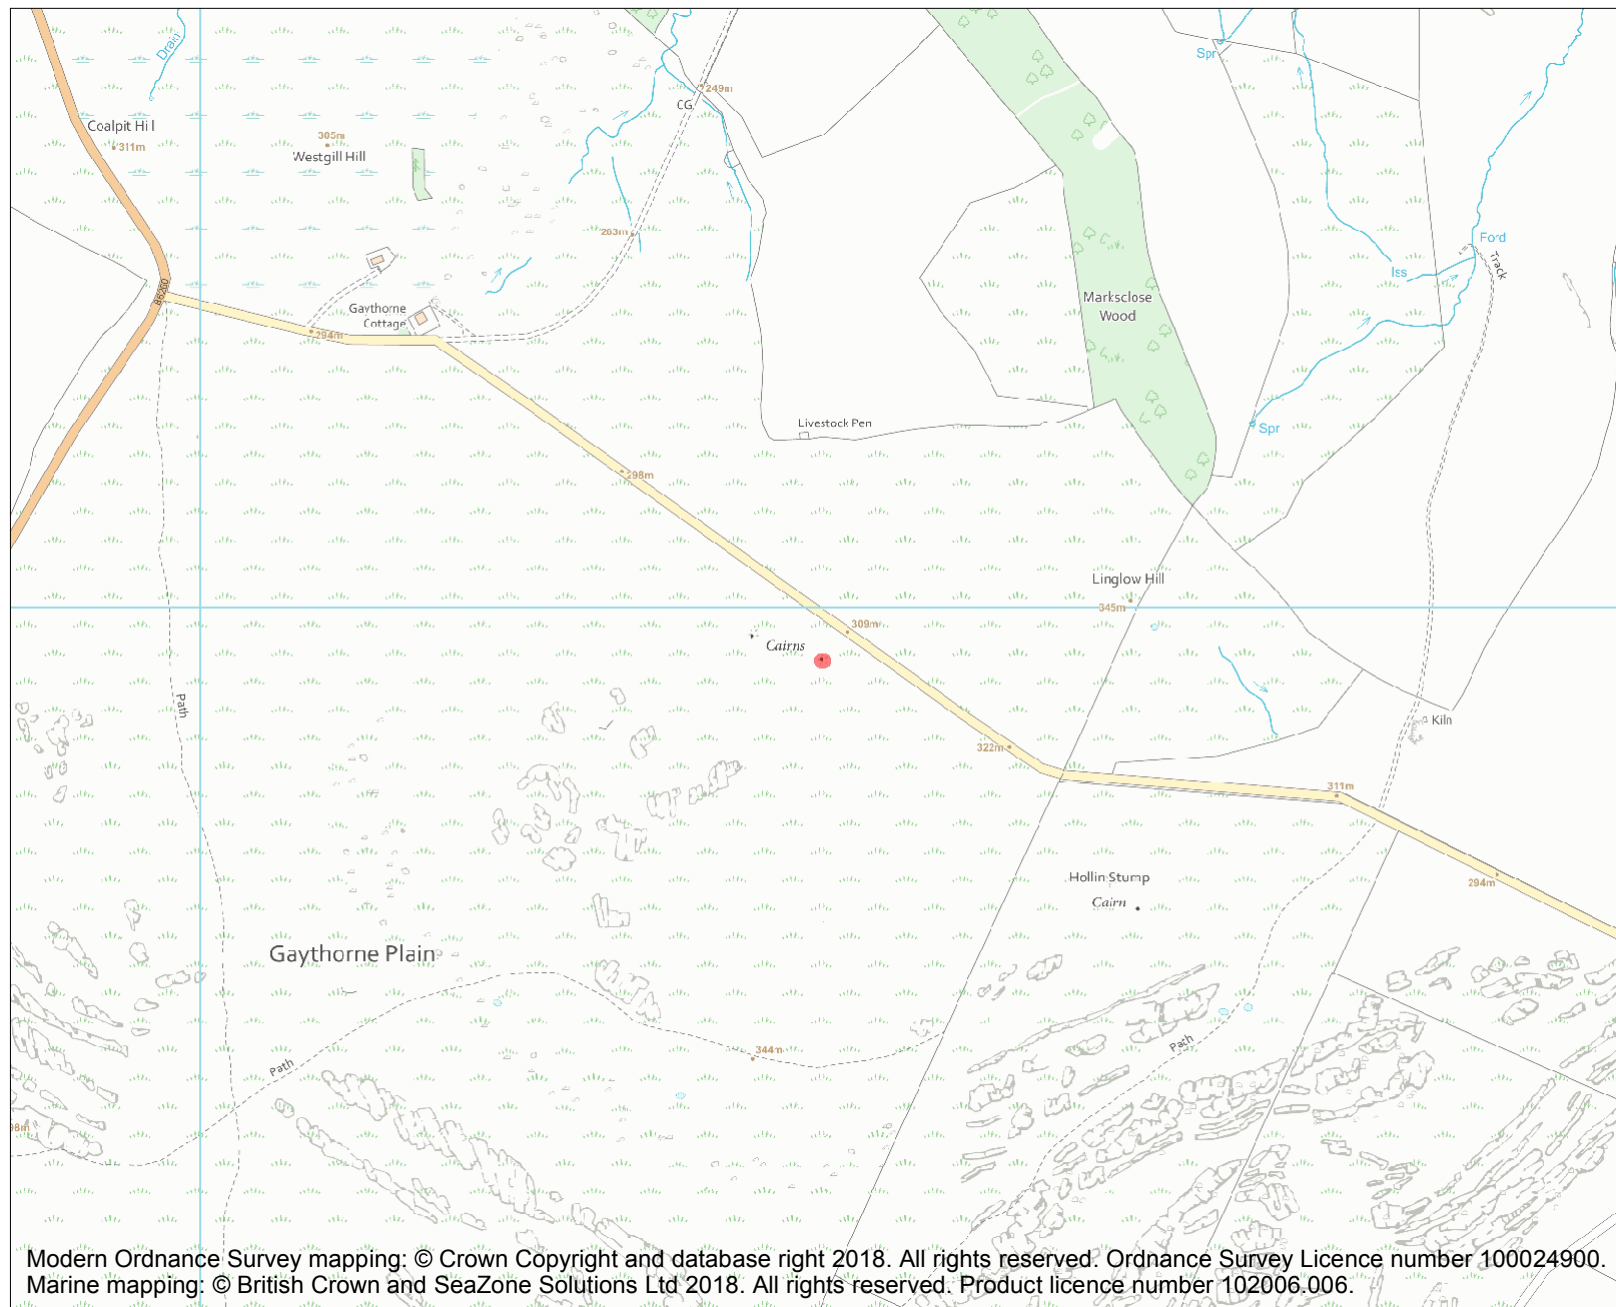 Drain
Spr
249m
CG
Coalpit Hill
311m
305m
Westgill Hill
263m
Ford
Track
Iss
B6260
Marksclose
Wood
Gaythorne
Cottage
294m
Livestock Pen
Spr
298m
Linglow Hill
345m
309m
Cairns
Path
Kiln
322m
311m
Hollin Stump
Cairn
294m
Gaythorne Plain
Path
344m
Path
98m
Modern Ordnance Survey mapping: © Crown Copyright and database right 2018. All rights reserved. Ordnance Survey Licence number 100024900.
Marine mapping: © British Crown and SeaZone Solutions Ltd 2018. All rights reserved. Product licence number 102006.006.